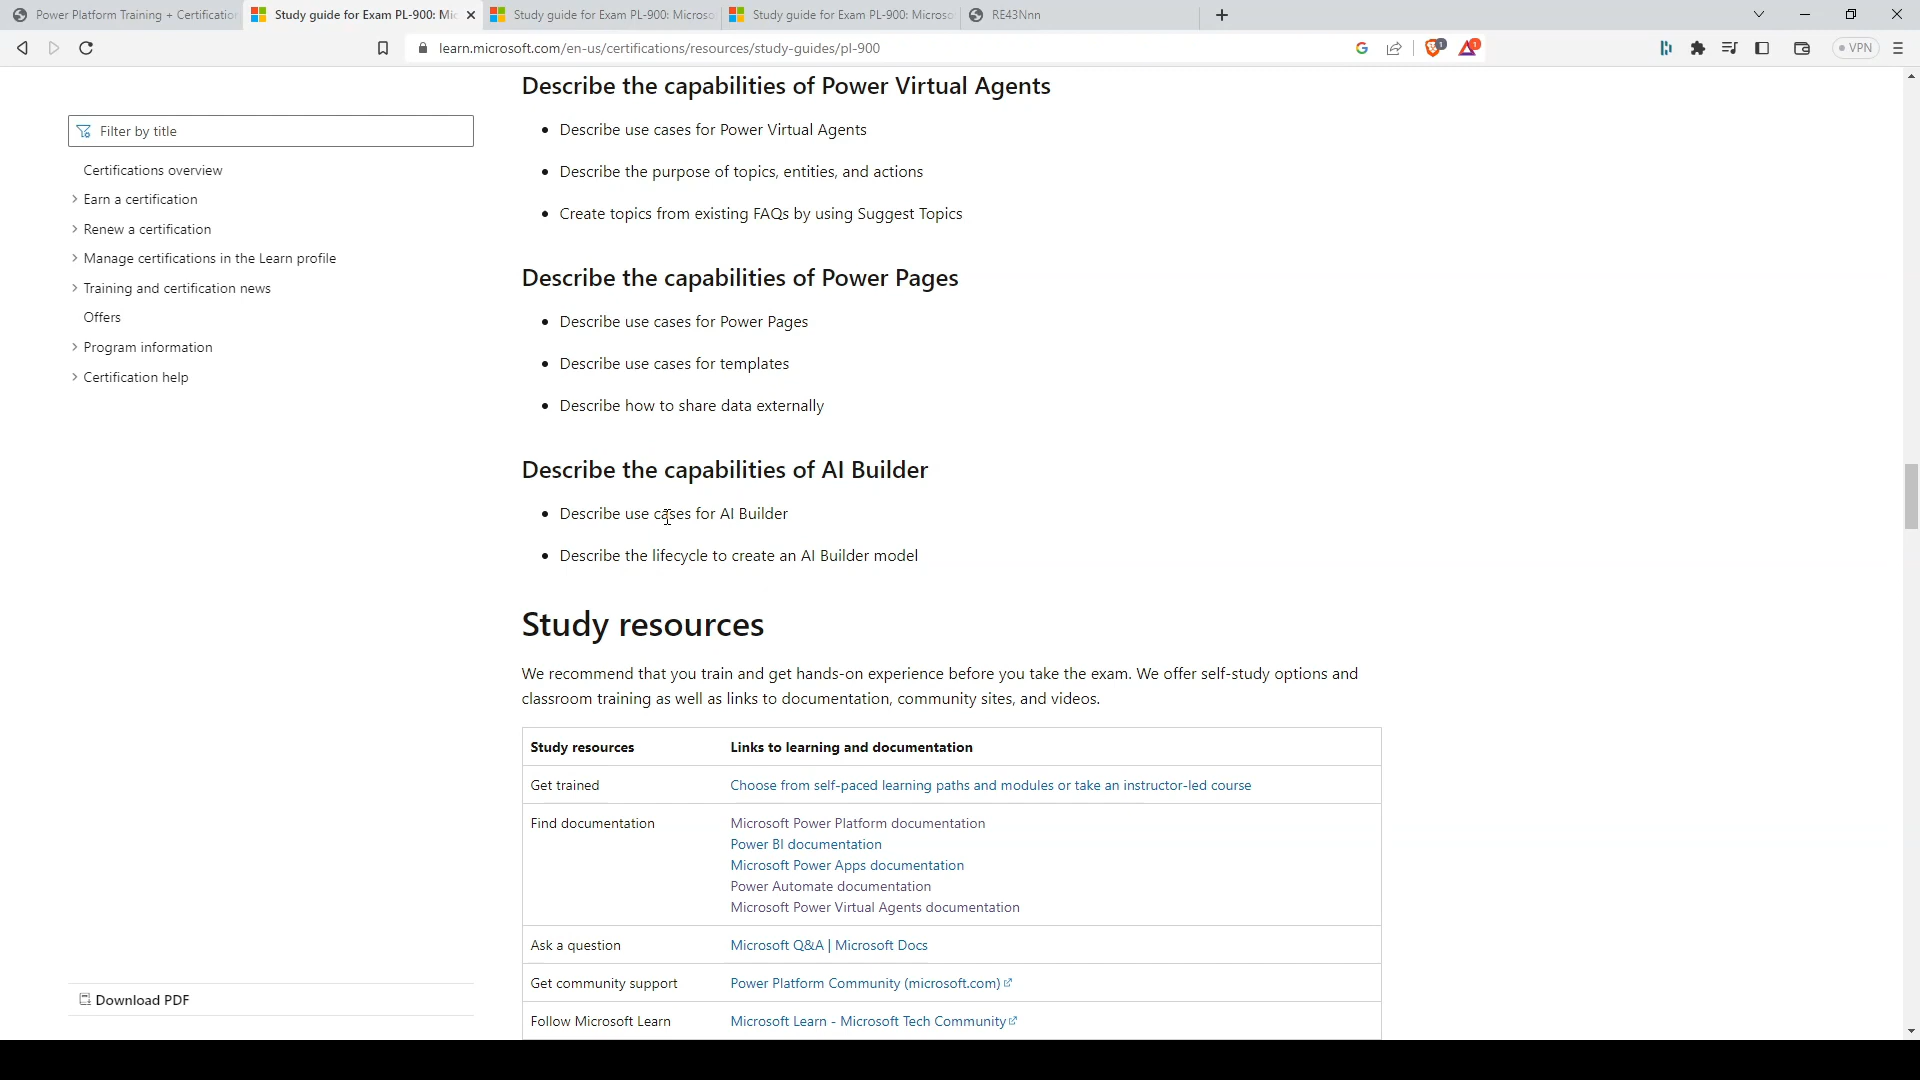 Power Platform Training + Certification
Study guide for Exam PL-900: Mic
Study guide for Exam PL-900: Microso
Study guide for Exam PL-900: Microso
RE43Nnn
learn.microsoft.com/en-us/certifications/resources/study-guides/pl-900
1
1
VPN
Filter by title
Certifications overview
Earn a certification
Renew a certification
Manage certifications in the Learn profile
Training and certification news
Offers
Program information
Certification help
Download PDF
Describe the capabilities of Power Virtual Agents
• Describe use cases for Power Virtual Agents
• Describe the purpose of topics, entities, and actions
• Create topics from existing FAQs by using Suggest Topics
Describe the capabilities of Power Pages
• Describe use cases for Power Pages
• Describe use cases for templates
• Describe how to share data externally
Describe the capabilities of AI Builder
• Describe use cases for AI Builder
• Describe the lifecycle to create an AI Builder model
Study resources
We recommend that you train and get hands-on experience before you take the exam. We offer self-study options and
classroom training as well as links to documentation, community sites, and videos.
Study resources Links to learning and documentation
Get trained Choose from self-paced learning paths and modules or take an instructor-led course
Find documentation Microsoft Power Platform documentation
Power BI documentation
Microsoft Power Apps documentation
Power Automate documentation
Microsoft Power Virtual Agents documentation
Ask a question Microsoft Q&A | Microsoft Docs
Get community support Power Platform Community (microsoft.com)
Follow Microsoft Learn Microsoft Learn - Microsoft Tech Community